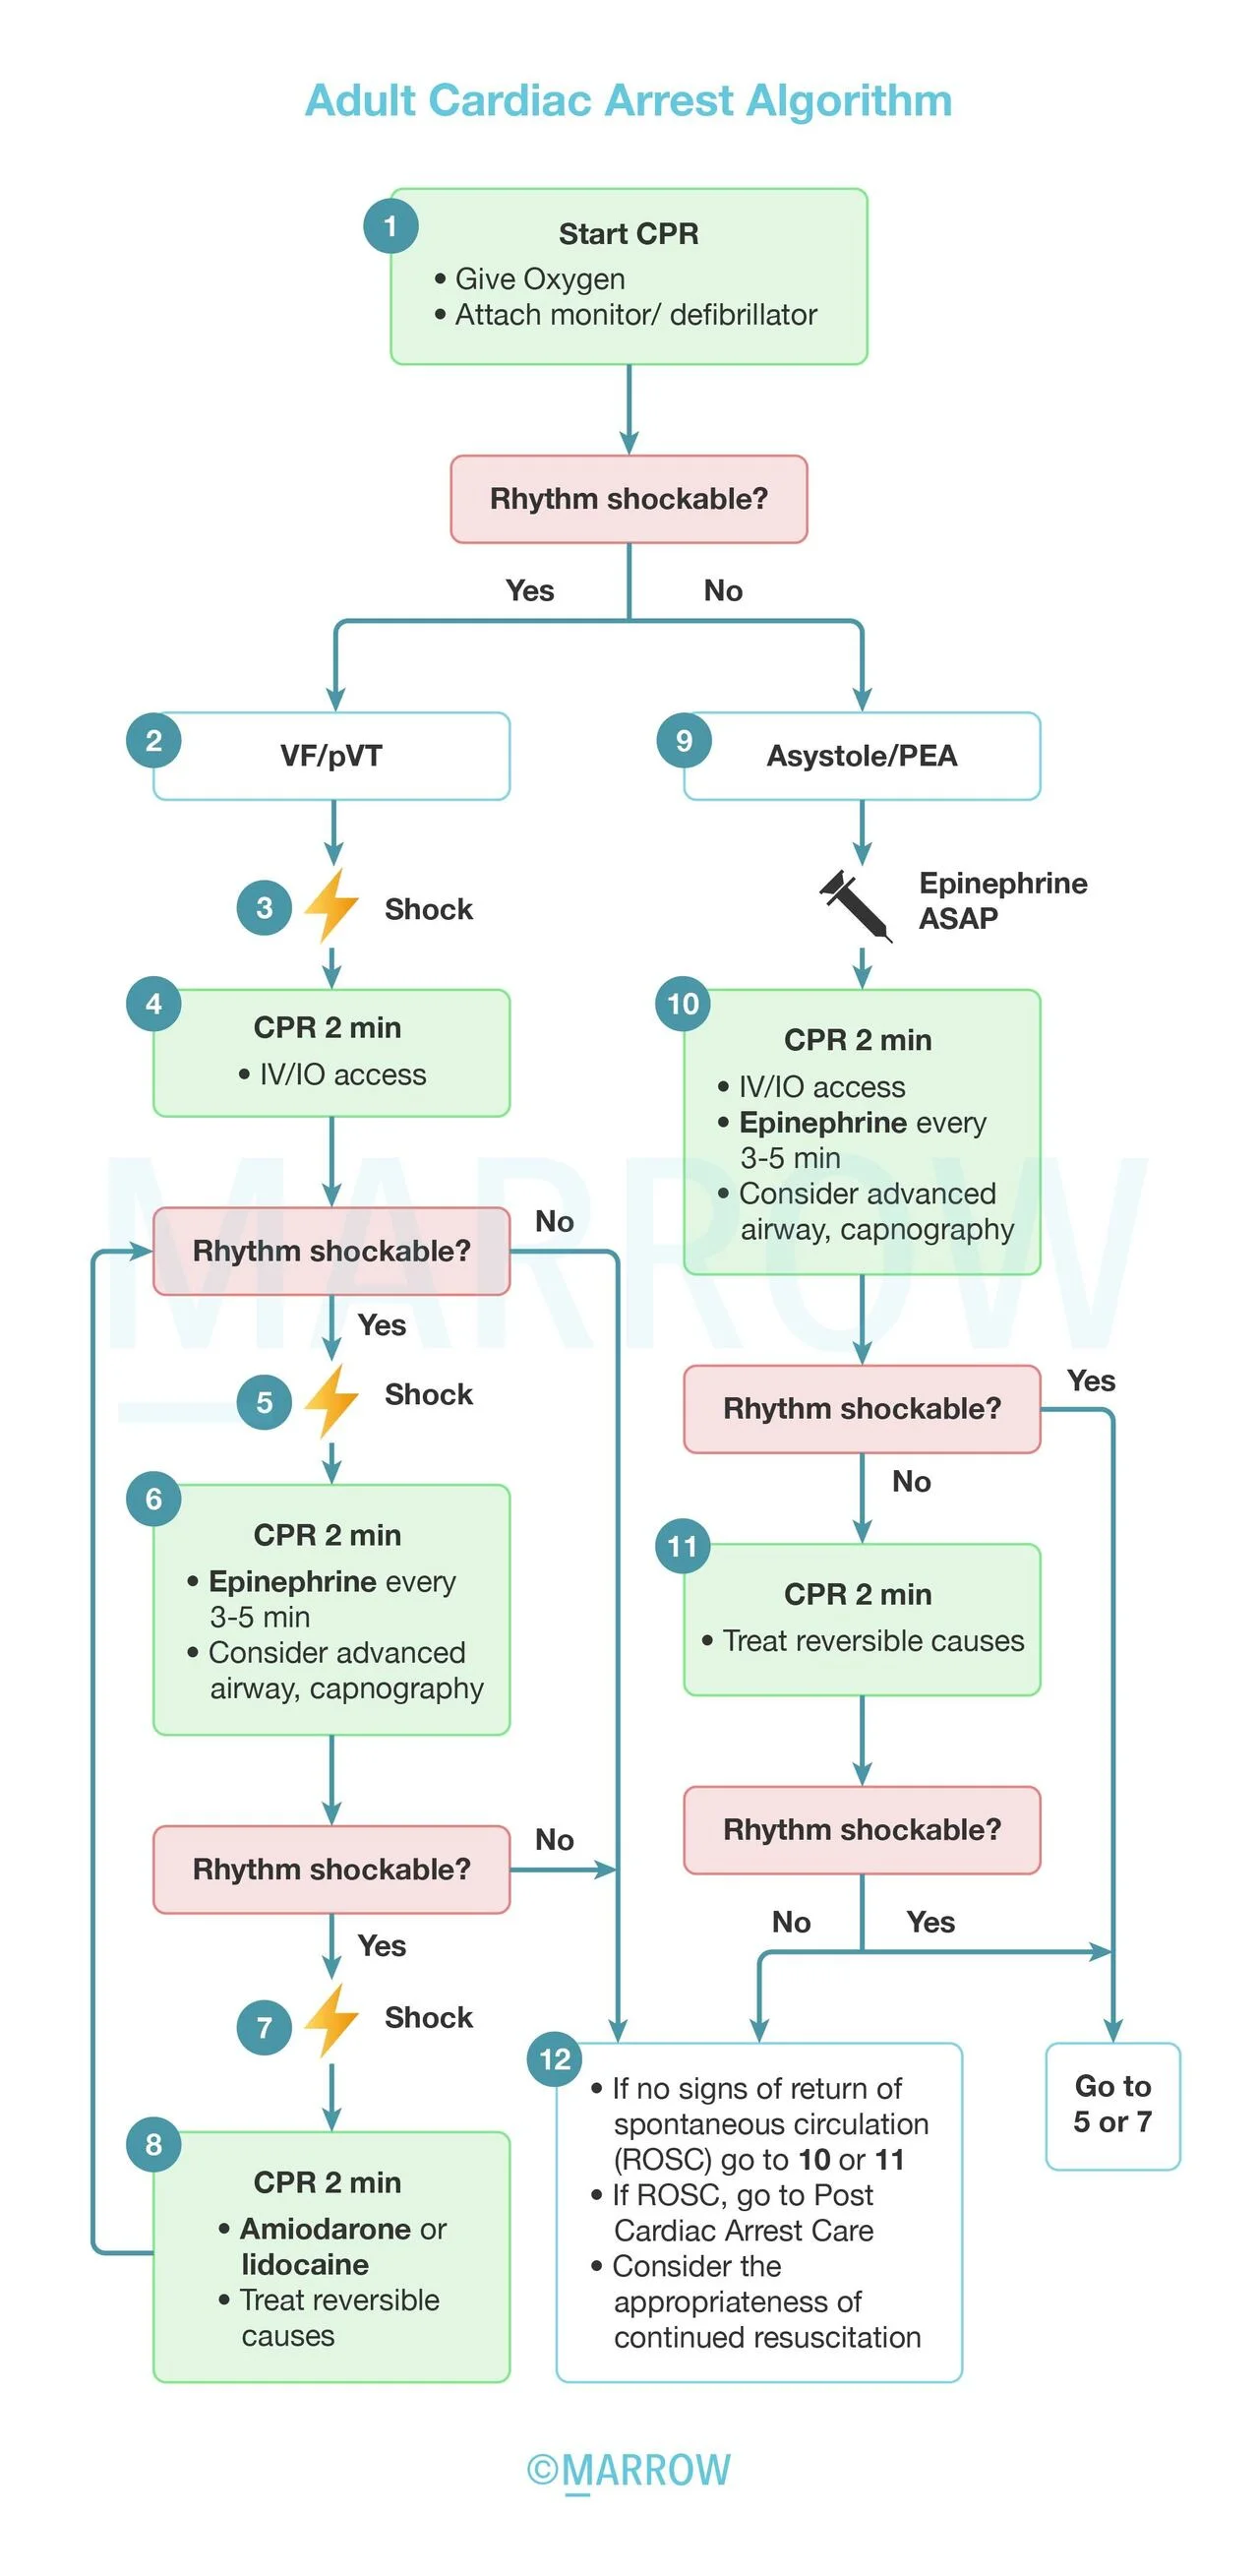 Adult Cardiac Arrest Algorithm
1
Start CPR
• Give Oxygen
• Attach monitor/ defibrillator
Rhythm shockable?
Yes
No
2
VF/pVT
3
Shock
4
CPR 2 min
• IV/IO access
Rhythm shockable?
No
Yes
5
Shock
6
CPR 2 min
• Epinephrine every
3-5 min
• Consider advanced
airway, capnography
Rhythm shockable?
No
Yes
7
Shock
8
CPR 2 min
• Amiodarone or
lidocaine
• Treat reversible
causes
9
Asystole/PEA
Epinephrine
ASAP
10
CPR 2 min
• IV/IO access
• Epinephrine every
3-5 min
• Consider advanced
airway, capnography
Rhythm shockable?
Yes
No
11
CPR 2 min
• Treat reversible causes
Rhythm shockable?
No
Yes
12
• If no signs of return of
spontaneous circulation
(ROSC) go to 10 or 11
• If ROSC, go to Post
Cardiac Arrest Care
• Consider the
appropriateness of
continued resuscitation
Go to
5 or 7
MARROW
©MARROW